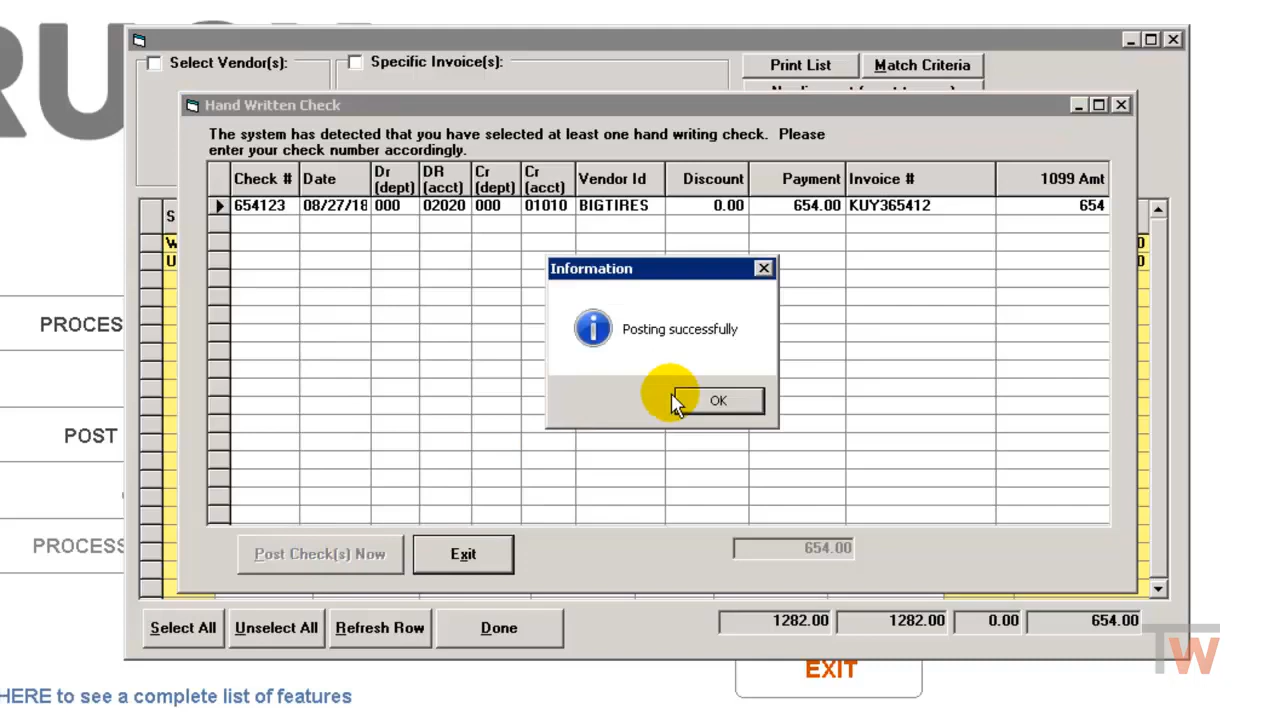 Select Vendor(s):
Specific Invoice(s):
Print List
Match Criteria
Hand Written Check
The system has detected that you have selected at least one hand writing check. Please
enter your check number accordingly.
Check # Date Dr (dept) DR (acct) Cr (dept) Cr (acct) Vendor Id Discount Payment Invoice # 1099 Amt
654123 08/27/18 000 02020 000 01010 BIGTIRES 0.00 654.00 KUY365412 654
Information
Posting successfully
OK
PROCES
POST
PROCESS
Post Check(s) Now
Exit
654.00
Select All
Unselect All
Refresh Row
Done
1282.00 1282.00 0.00 654.00
TW
EXIT
HERE to see a complete list of features